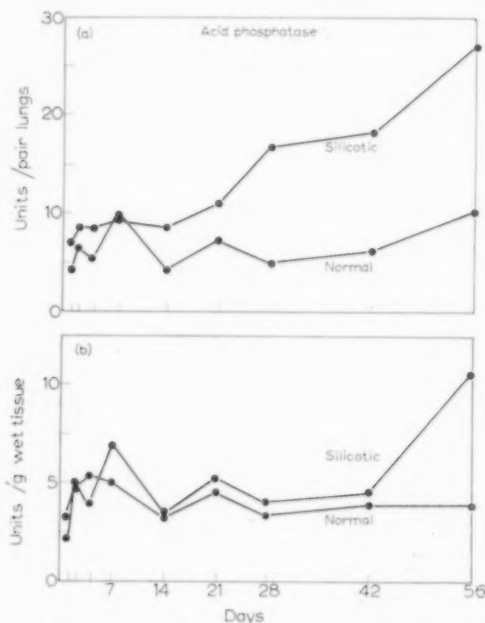 30
(a)
Acid phosphatase
20
Silicotic
10
Normal
0
Units /pair lungs
(b)
10
Silicotic
5
Normal
0
Units /g wet tissue
7 14 21 28 42 56
Days